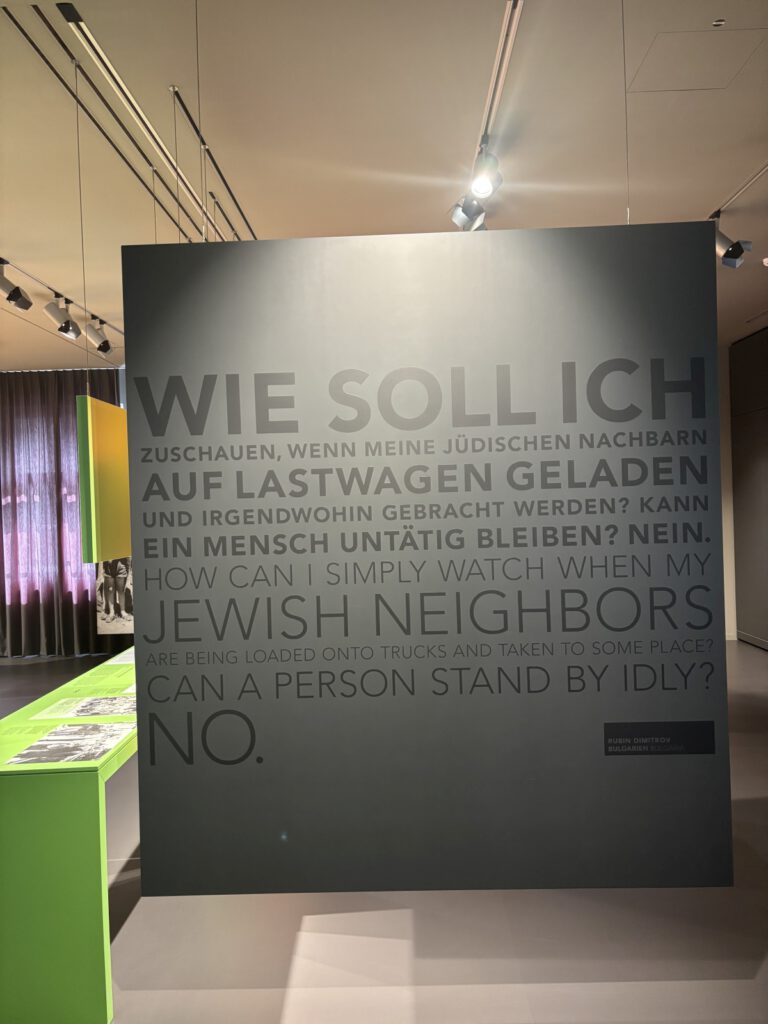 WIE SOLL ICH
ZUSCHAUEN, WENN MEINE JÜDISCHEN NACHBARN
AUF LASTWAGEN GELADEN
UND IRGENDWOHIN GEBRACHT WERDEN? KANN
EIN MENSCH UNTÄTIG BLEIBEN? NEIN.
HOW CAN I SIMPLY WATCH WHEN MY
JEWISH NEIGHBORS
ARE BEING LOADED ONTO TRUCKS AND TAKEN TO SOME PLACE?
CAN A PERSON STAND BY IDLY?
NO.
RUBIN DIMITROV
BULGARIEN BULGARIA